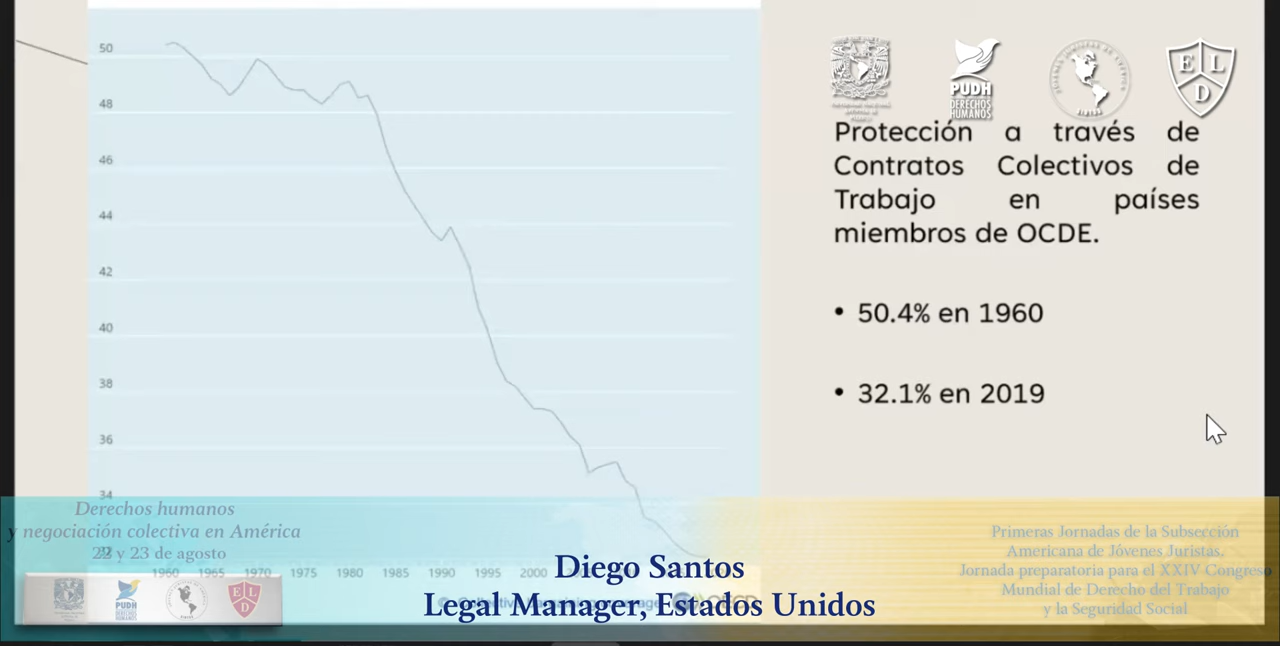 50
48
46
44
42
40
38
36
34
1960 1965 1970 1975 1980 1985 1990 1995 2000
PUDH
DERECHOS
HUMANOS
E L
D
Protección a través de
Contratos Colectivos de
Trabajo en países
miembros de OCDE.
• 50.4% en 1960
• 32.1% en 2019
Derechos humanos
y negociación colectiva en América
y 23 de agosto
PUDH
E L
D
Diego Santos
Legal Manager, Estados Unidos
Primeras Jornadas de la Subsección
Americana de Jóvenes Juristas.
Jornada preparatoria para el XXIV Congreso
Mundial de Derecho del Trabajo
y la Seguridad Social